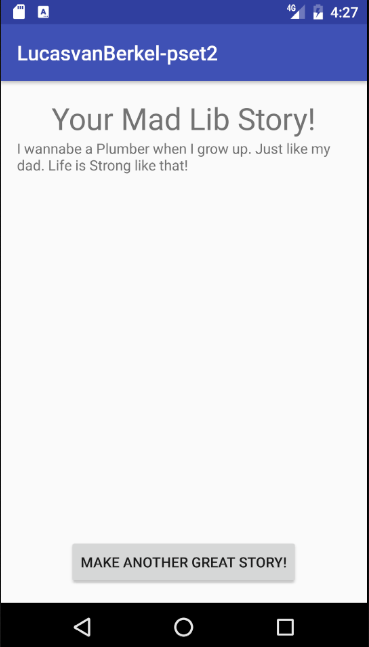 4G 4:27
LucasvanBerkel-pset2
Your Mad Lib Story!
I wannabe a Plumber when I grow up. Just like my
dad. Life is Strong like that!
MAKE ANOTHER GREAT STORY!